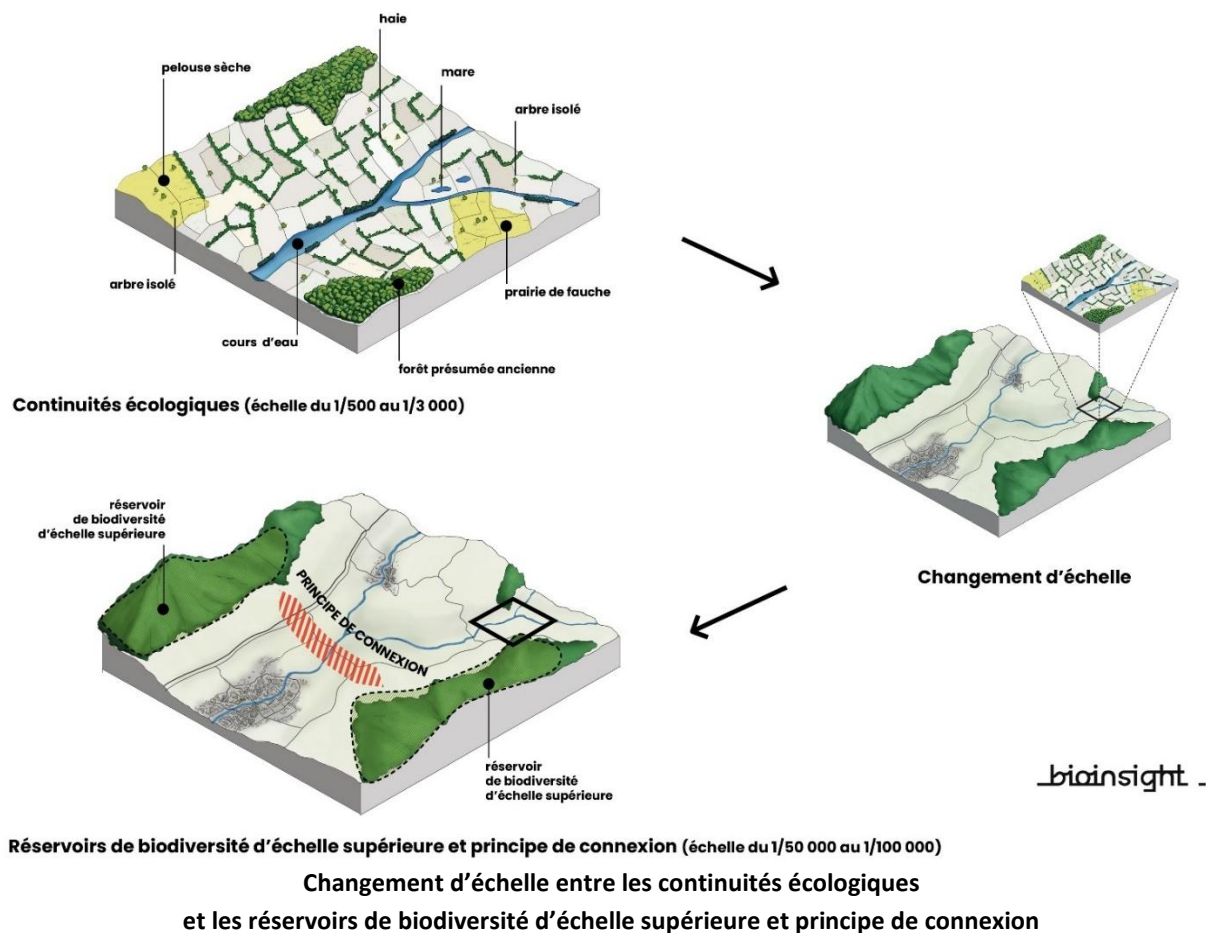 haie
pelouse sèche
mare
arbre isolé
arbre isolé
prairie de fauche
cours d'eau
forêt présumée ancienne
Continuités écologiques (échelle du 1/500 au 1/3 000)
Changement d'échelle
réservoir
de biodiversité
d'échelle supérieure
PRINCIPE DE CONNEXION
réservoir
de biodiversité
d'échelle supérieure
bioinsight
Réservoirs de biodiversité d'échelle supérieure et principe de connexion (échelle du 1/50 000 au 1/100 000)
Changement d'échelle entre les continuités écologiques
et les réservoirs de biodiversité d'échelle supérieure et principe de connexion